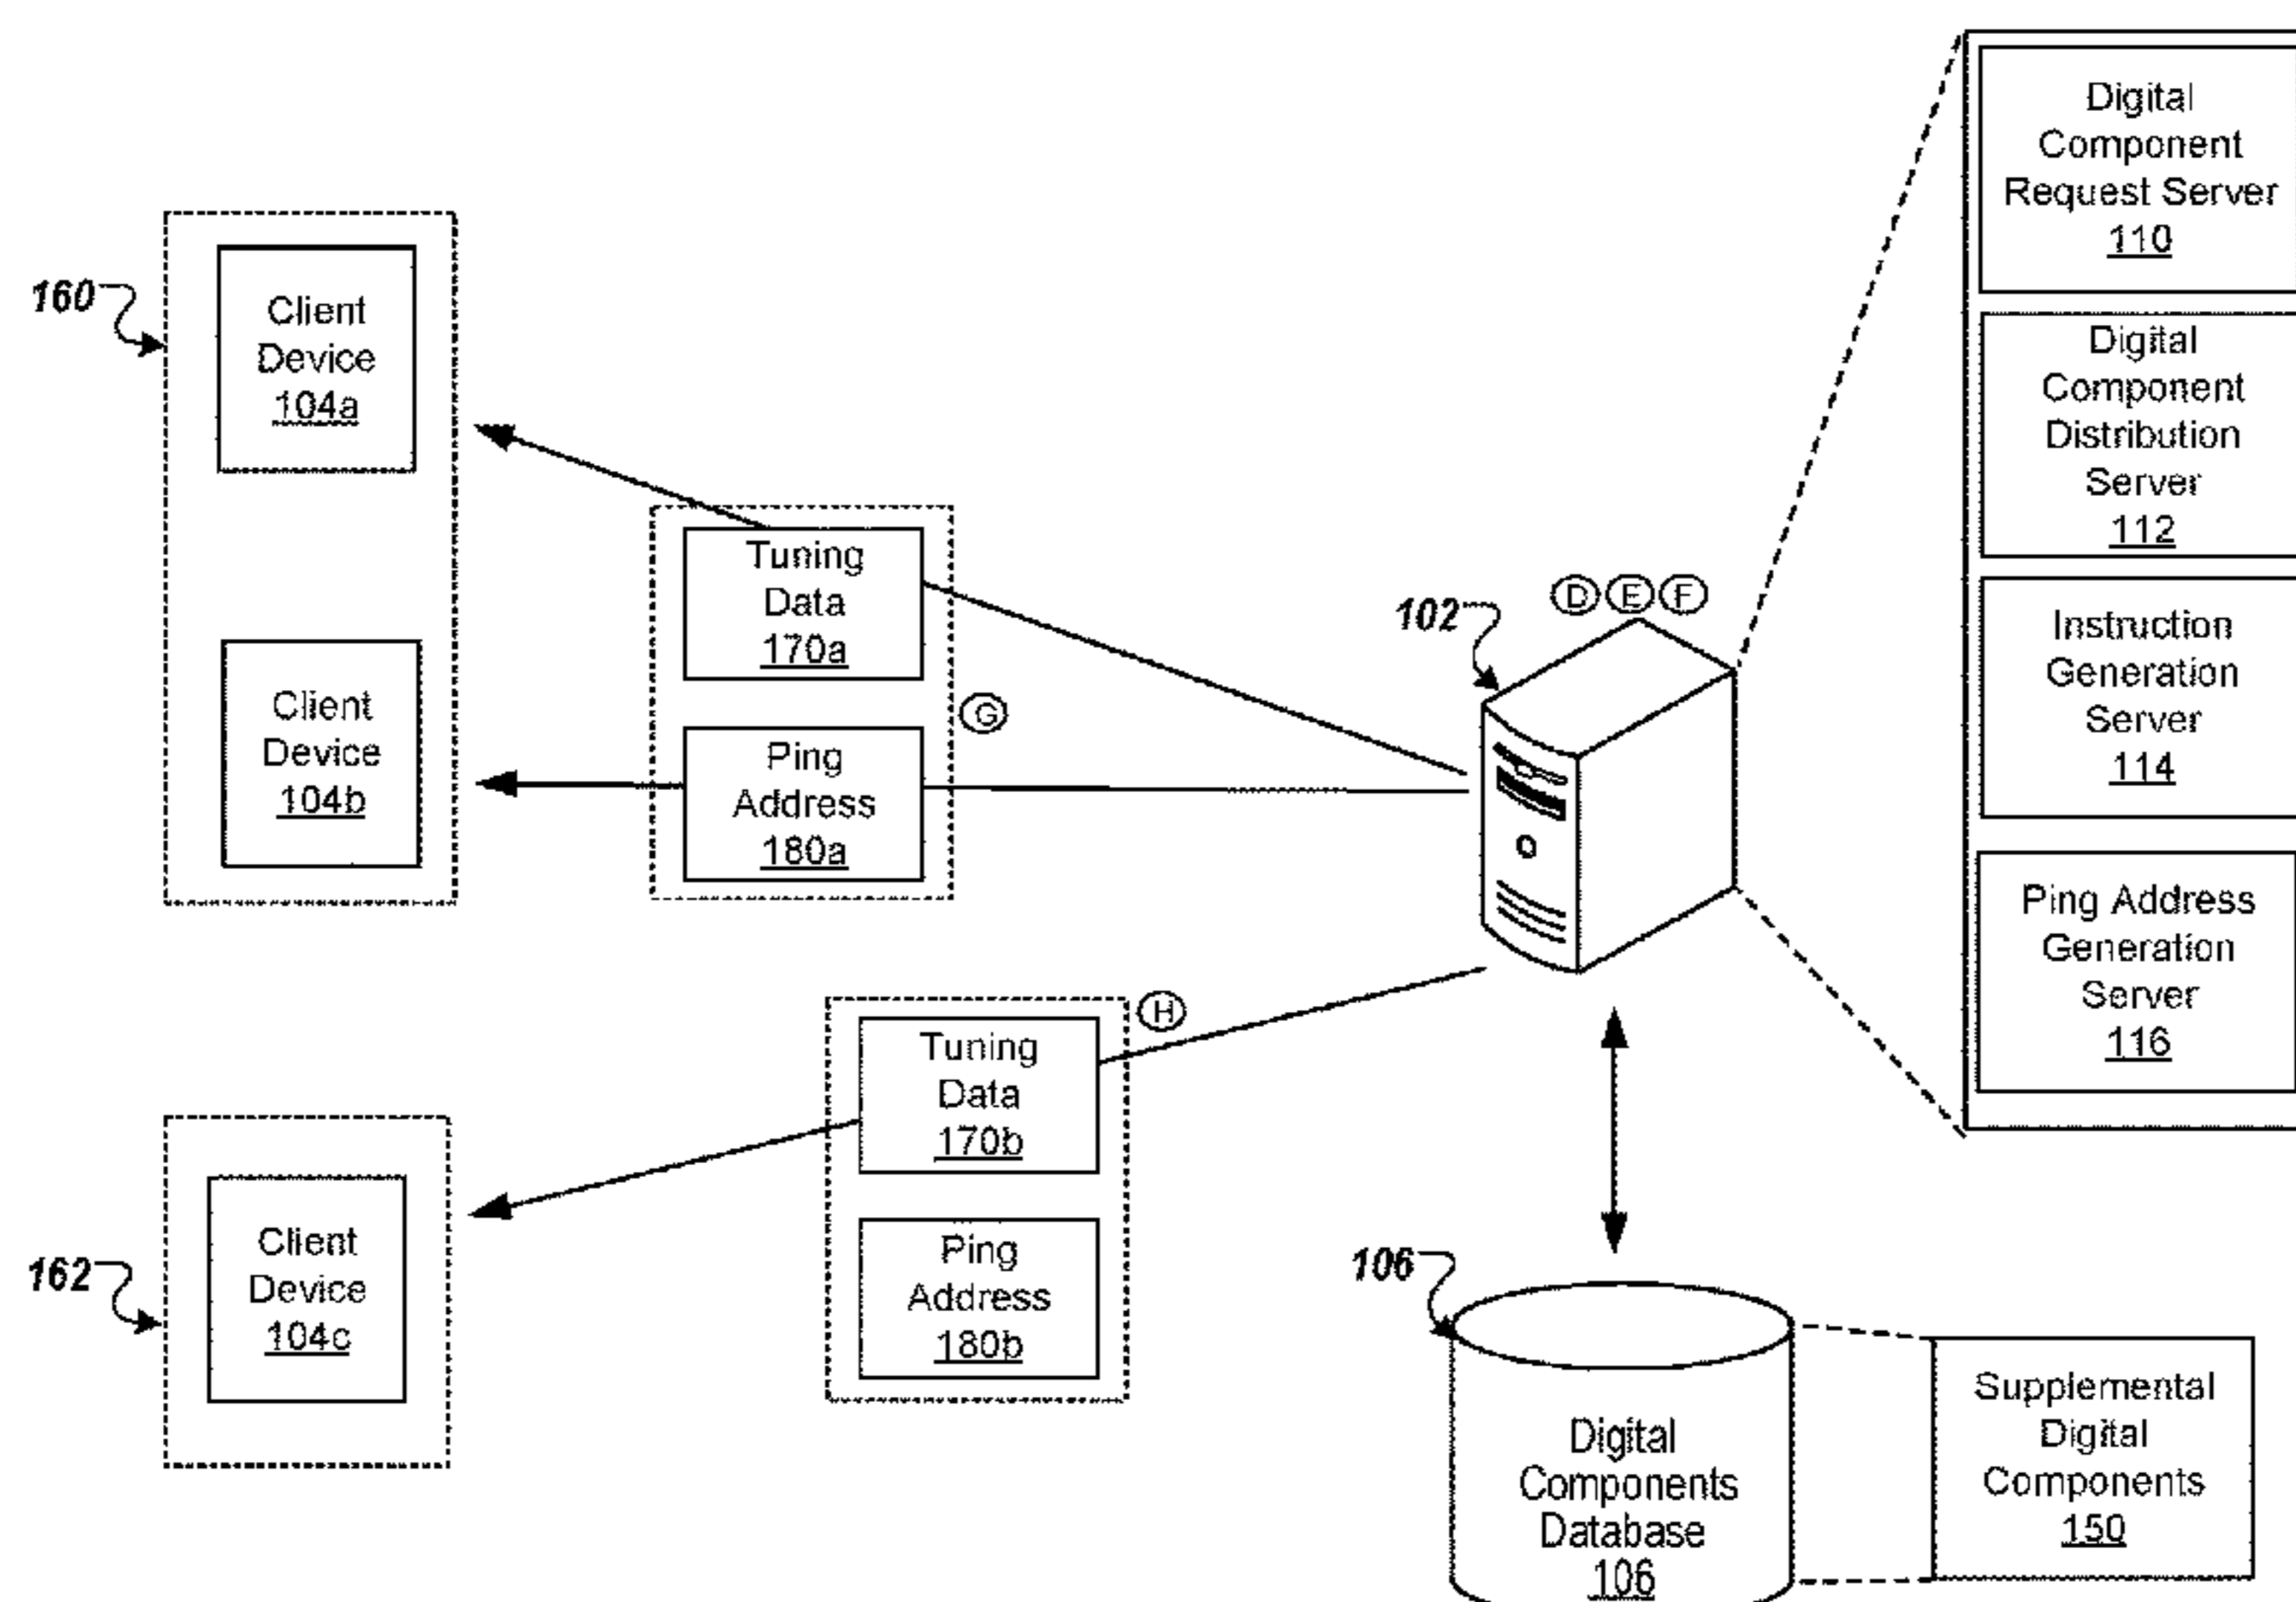 Digital
Component
Request Server
110
Digital
Component
Distribution
Server
112
Instruction
Generation
Server
114
Ping Address
Generation
Server
116
160
Client
Device
104a
Client
Device
104b
Tuning
Data
170a
Ping
Address
180a
G
D E F
102
H
Tuning
Data
170b
Ping
Address
180b
162
Client
Device
104c
106
Digital
Components
Database
106
Supplemental
Digital
Components
150